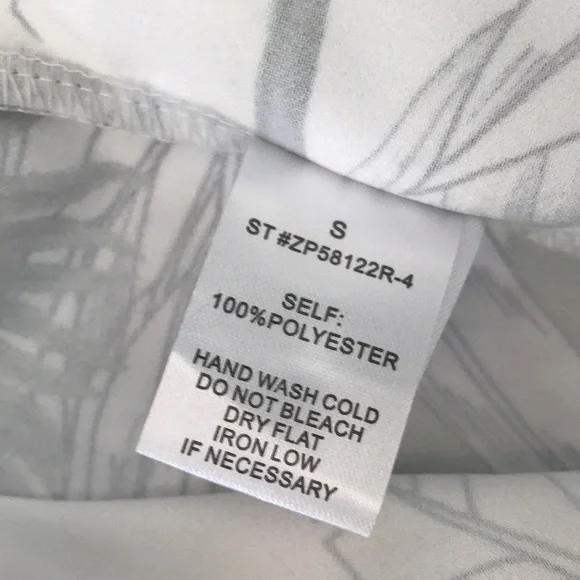 S
ST#ZP58122R-4
SELF:
100%POLYESTER
HAND WASH COLD
DO NOT BLEACH
DRY FLAT
IRON LOW
IF NECESSARY